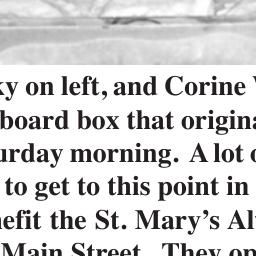 ky on left, and Corine
board box that origina
urday morning. A lot o
to get to this point in
nefit the St. Mary's Al
Main Street. They op